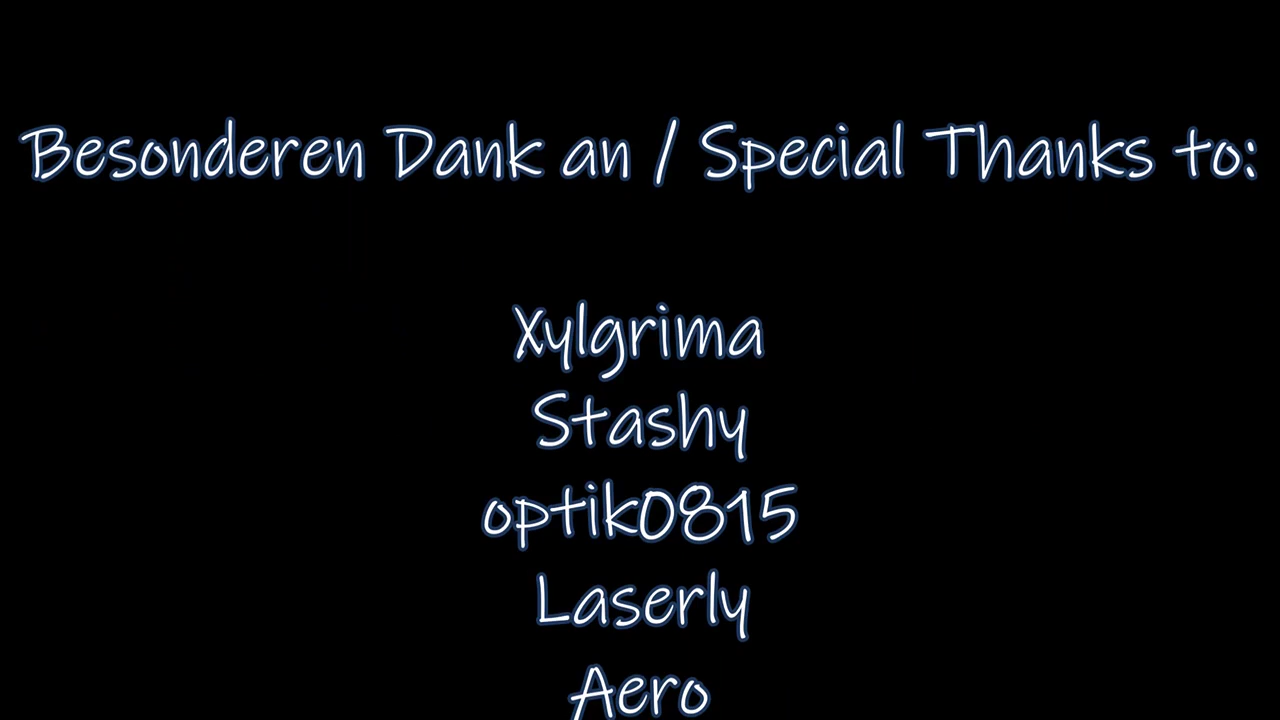 Besonderen Dank an / Special Thanks to:
Xylgrima
Stashy
optik0815
Laserly
Aero